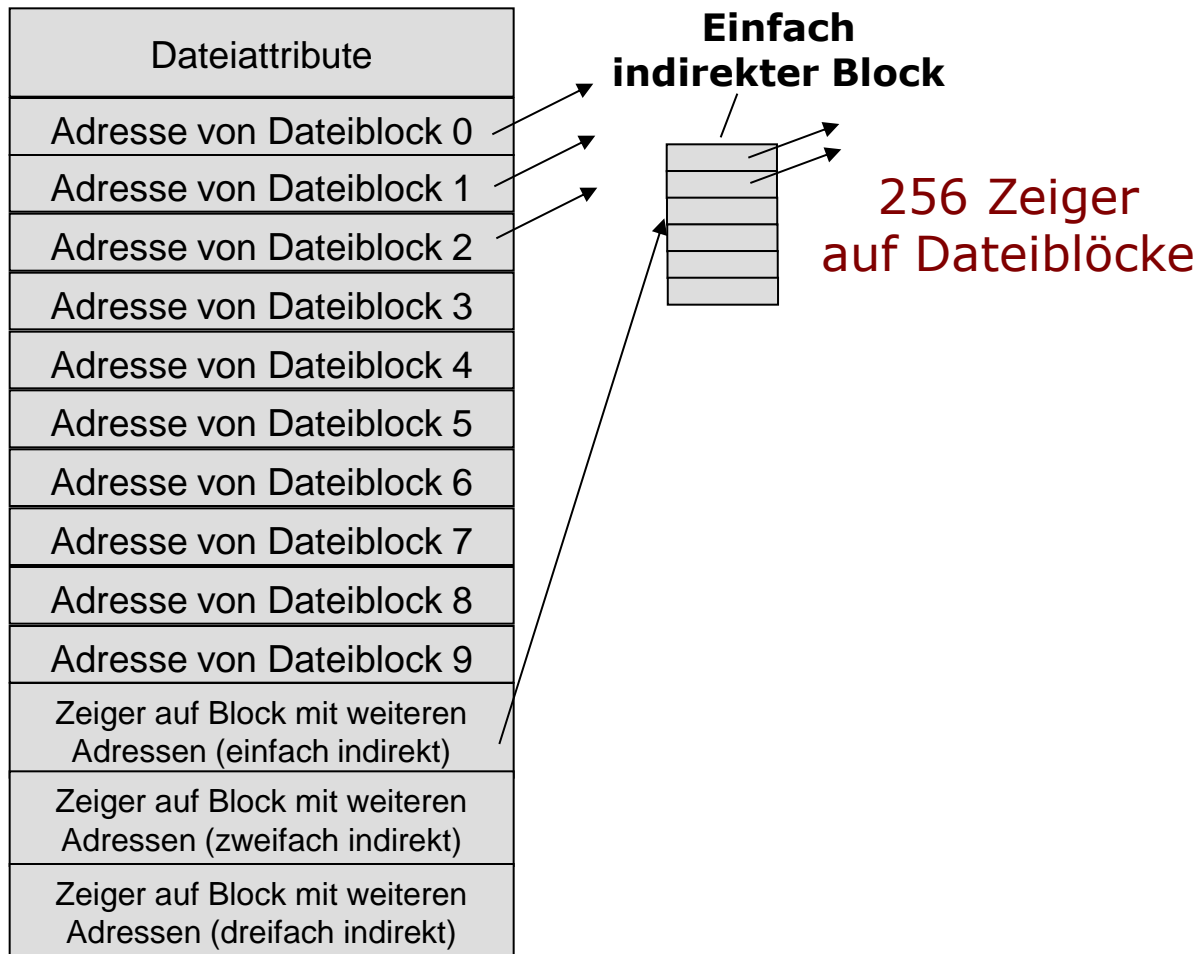 Dateiattribute
Adresse von Dateiblock 0
Adresse von Dateiblock 1
Adresse von Dateiblock 2
Adresse von Dateiblock 3
Adresse von Dateiblock 4
Adresse von Dateiblock 5
Adresse von Dateiblock 6
Adresse von Dateiblock 7
Adresse von Dateiblock 8
Adresse von Dateiblock 9
Zeiger auf Block mit weiteren
Adressen (einfach indirekt)
Zeiger auf Block mit weiteren
Adressen (zweifach indirekt)
Zeiger auf Block mit weiteren
Adressen (dreifach indirekt)
Einfach
indirekter Block
256 Zeiger
auf Dateiblöcke